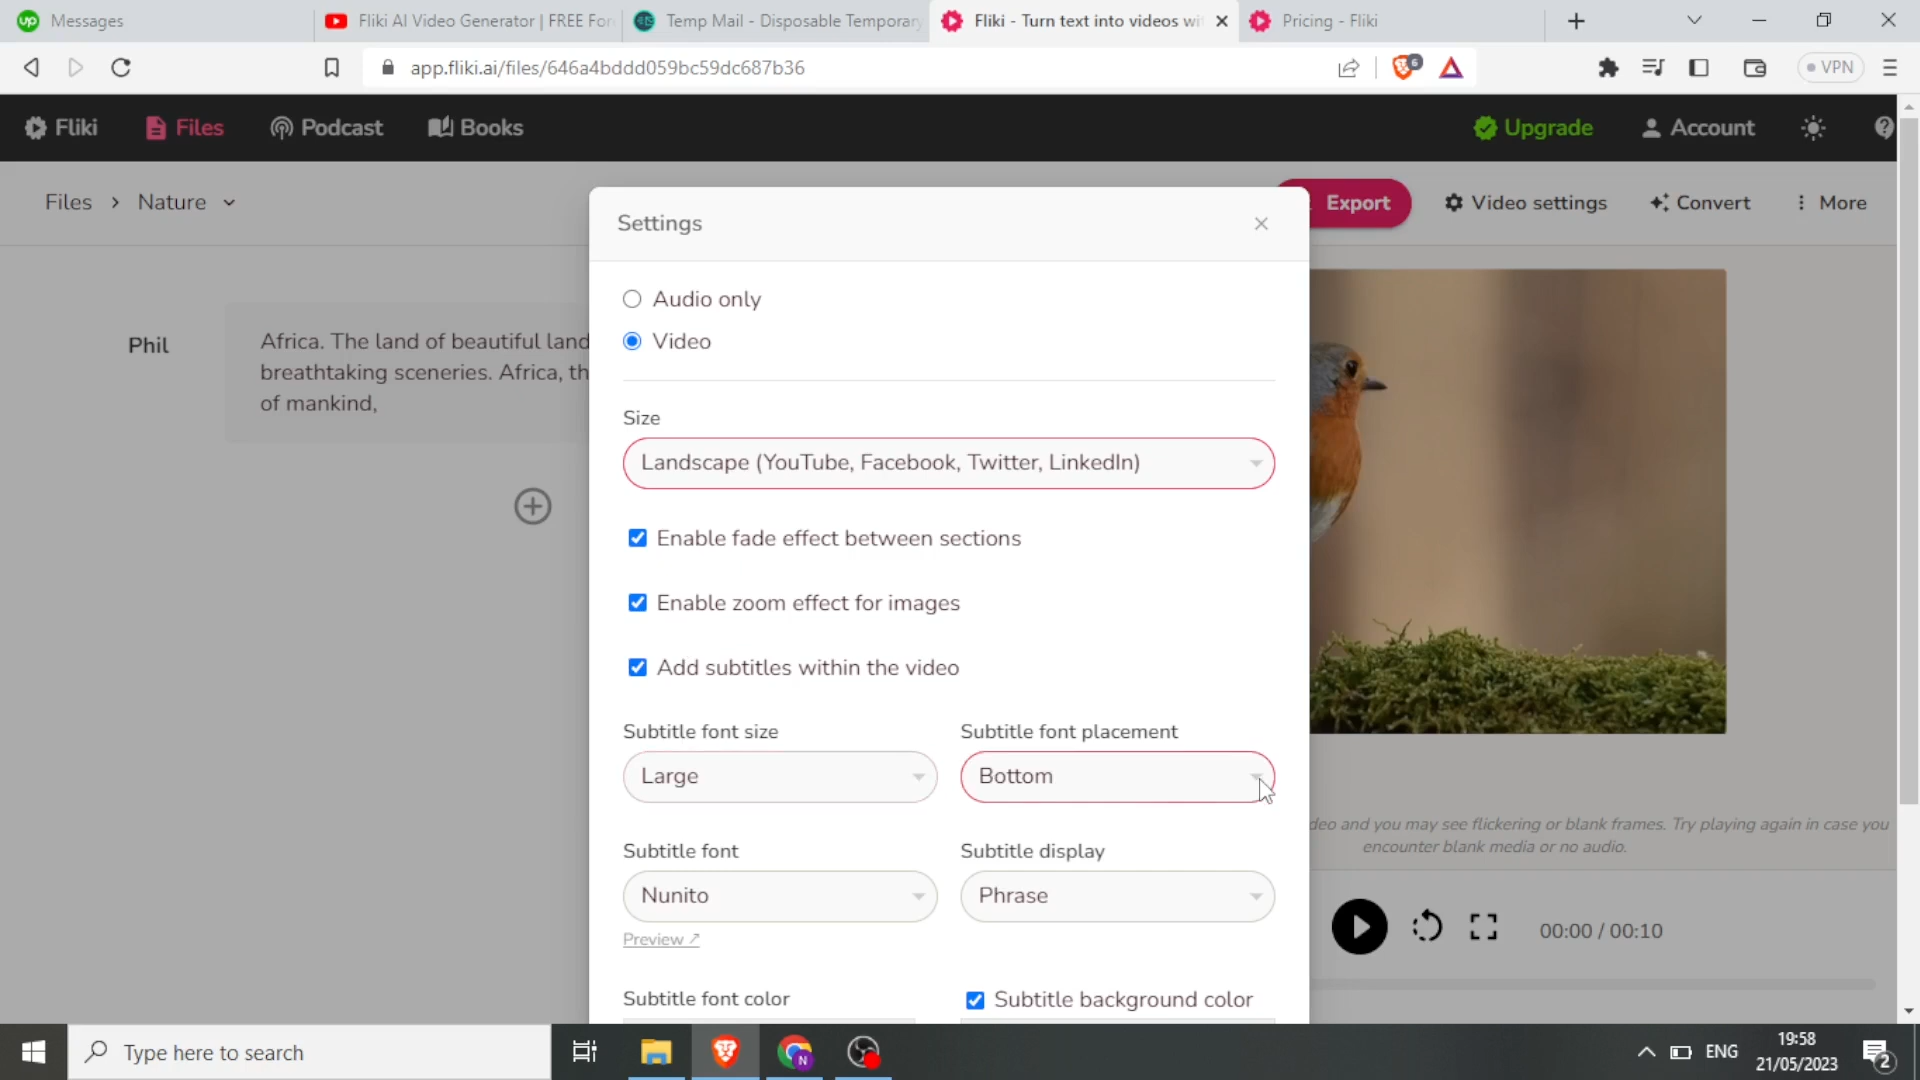 up Messages
Fliki AI Video Generator | FREE For
Temp Mail - Disposable Temporary
Fliki - Turn text into videos wi
Pricing - Fliki
app.fliki.ai/files/646a4bddd059bc59dc687b36
6
VPN
Fliki
Files
Podcast
Books
Upgrade
Account
Files
Nature
Export
Video settings
Convert
More
Settings
Phil
Africa. The land of beautiful land
breathtaking sceneries. Africa, th
of mankind,
Audio only
Video
Size
Landscape (YouTube, Facebook, Twitter, LinkedIn)
Enable fade effect between sections
Enable zoom effect for images
Add subtitles within the video
Subtitle font size
Subtitle font placement
Large
Bottom
Subtitle font
Subtitle display
Nunito
Phrase
Preview
Subtitle font color
Subtitle background color
deo and you may see flickering or blank frames. Try playing again in case you
encounter blank media or no audio.
00:00 / 00:10
Type here to search
N
ENG
19:58
21/05/2023
2